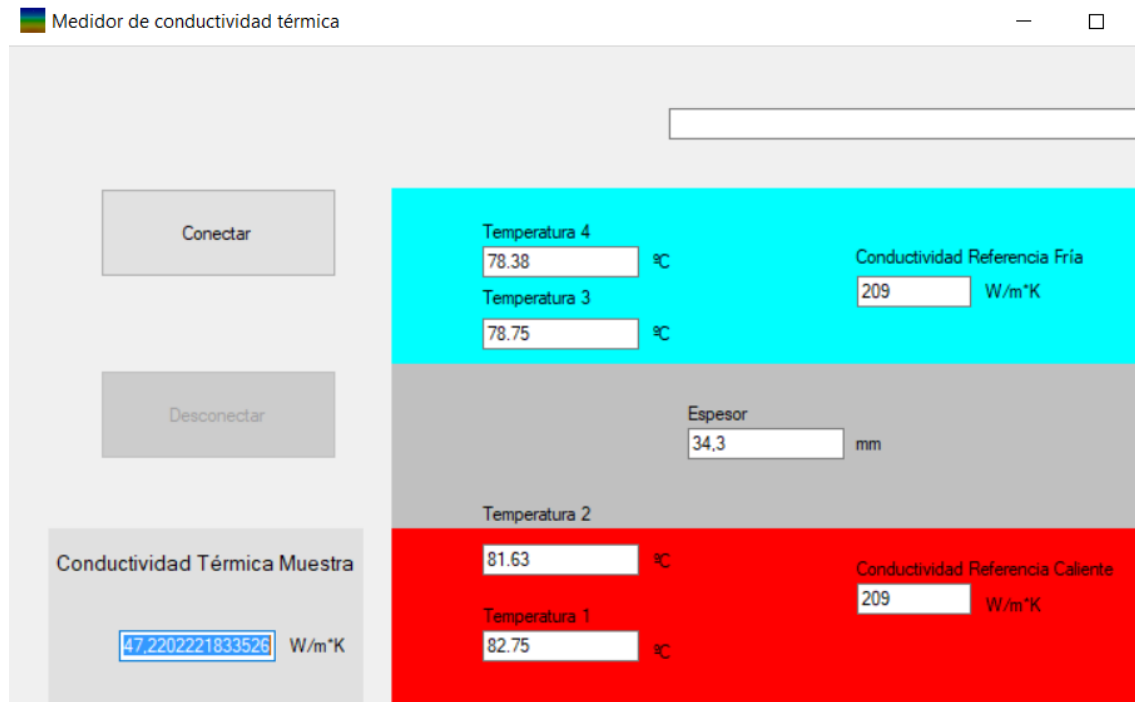 Medidor de conductividad térmica
Conectar
Desconectar
Temperatura 4
78.38 ºC
Temperatura 3
78.75 ºC
Conductividad Referencia Fría
209 W/m*K
Espesor
34,3 mm
Temperatura 2
81.63 ºC
Temperatura 1
82.75 ºC
Conductividad Referencia Caliente
209 W/m*K
Conductividad Térmica Muestra
47,2202221833526 W/m*K